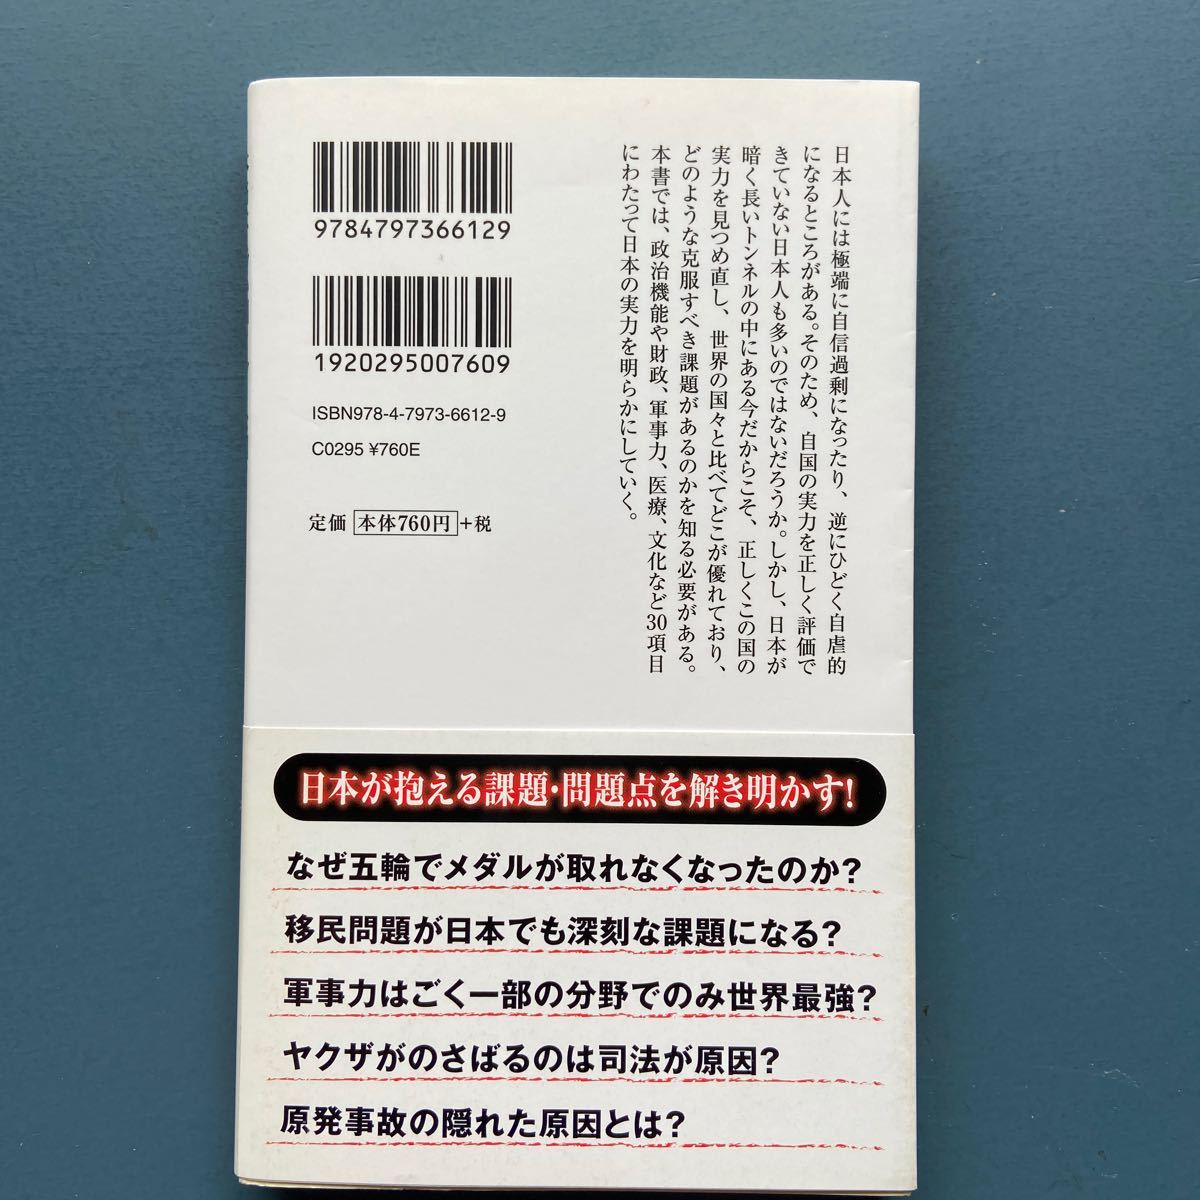 日本人には極端に自信過剰になったり、逆にひどく自虐的
になるところがある。そのため、自国の実力を正しく評価で
きていない日本人も多いのではないだろうか。しかし、日本が
暗く長いトンネルの中にある今だからこそ、正しくこの国の
実力を見つめ直し、世界の国々と比べてどこが優れており、
どのような克服すべき課題があるのかを知る必要がある。
本書では、政治機能や財政、軍事力、医療、文化など30項目
にわたって日本の実力を明らかにしていく。
9784797366129
1920295007609
ISBN978-4-7973-6612-9
C0295 ¥760E
定価 本体760円 +税
日本が抱える課題・問題点を解き明かす!
なぜ五輪でメダルが取れなくなったのか?
移民問題が日本でも深刻な課題になる?
軍事力はごく一部の分野でのみ世界最強?
ヤクザがのさばるのは司法が原因?
原発事故の隠れた原因とは?